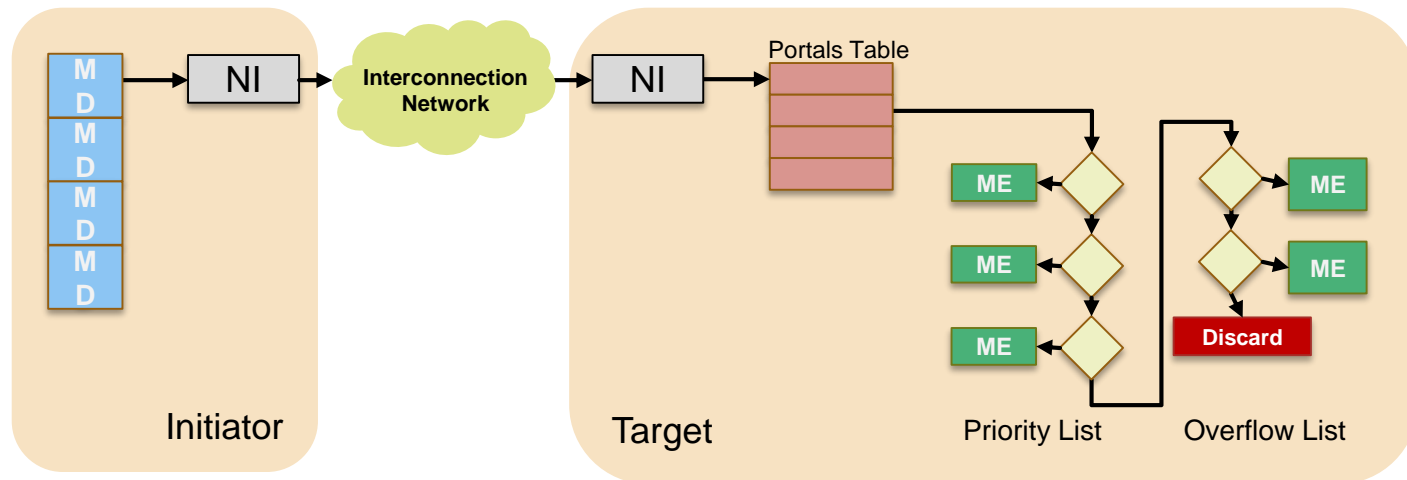 M
D
M
D
M
D
M
D
NI
Interconnection
Network
Initiator
NI
Portals Table
ME
ME
ME
ME
ME
Discard
Target
Priority List
Overflow List